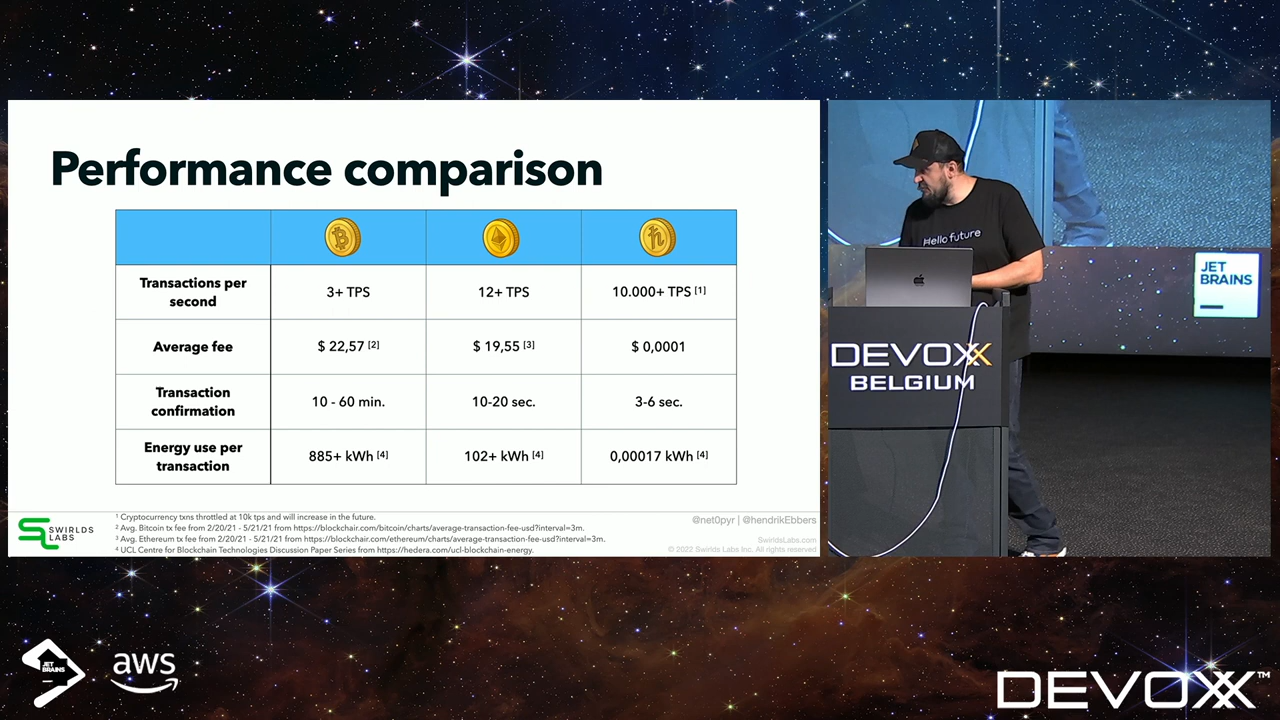 Performance comparison
Transactions per second
3+ TPS
12+ TPS
10.000+ TPS [1]
Average fee
$ 22,57 [2]
$ 19,55 [3]
$ 0,0001
Transaction confirmation
10 - 60 min.
10-20 sec.
3-6 sec.
Energy use per transaction
885+ kWh [4]
102+ kWh [4]
0,00017 kWh [4]
SWIRLDS
LABS
1 Cryptocurrency txns throttled at 10k tps and will increase in the future.
2 Avg. Bitcoin tx fee from 2/20/21 - 5/21/21 from https://blockchair.com/bitcoin/charts/average-transaction-fee-usd?interval=3m.
3 Avg. Ethereum tx fee from 2/20/21 - 5/21/21 from https://blockchair.com/ethereum/charts/average-transaction-fee-usd?interval=3m.
4 UCL Centre for Blockchain Technologies Discussion Paper Series from https://hedera.com/ucl-blockchain-energy.
@net0pyr | @hendrikEbbers
SwirldsLabs.com
© 2022 Swirlds Labs Inc. All rights reserved
Hello future
JET
BRAINS
DEVOXX
BELGIUM
JET
BRAINS
aws
DEVOXX™